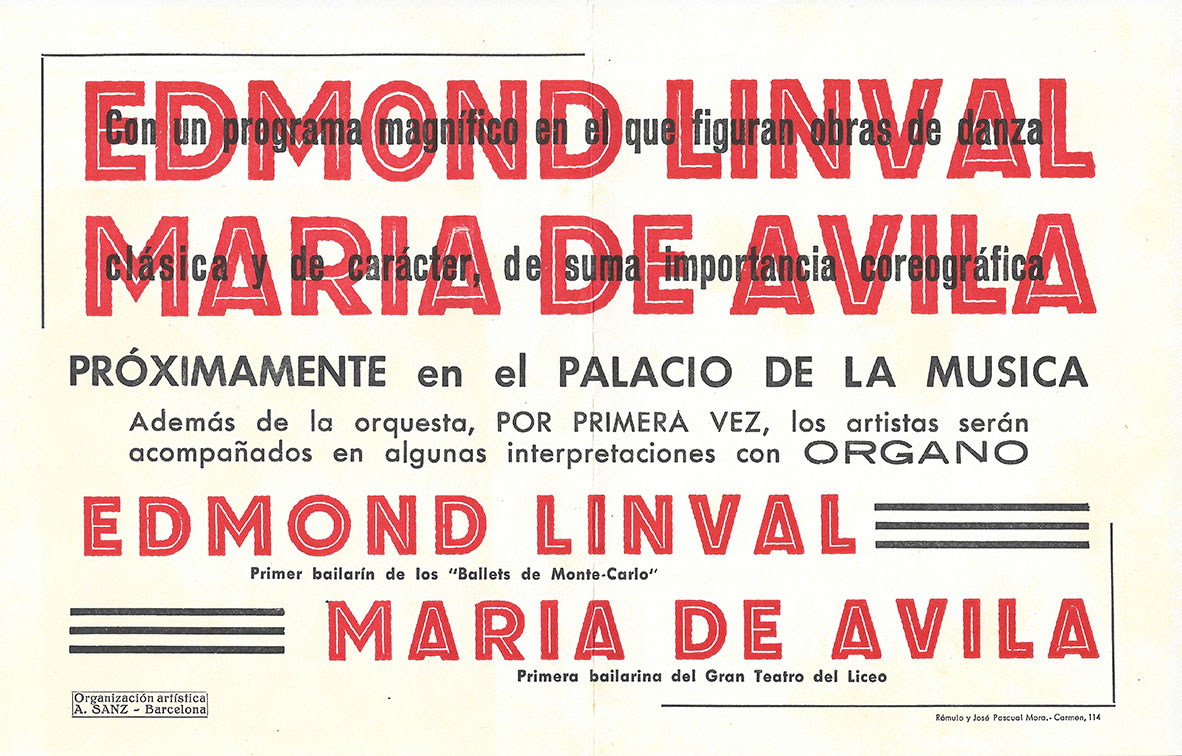 EDMOND LINVAL
Con un programa magnífico en el que figuran obras de danza
MARIA DE AVILA
clásica y de carácter, de suma importancia coreográfica
PRÓXIMAMENTE en el PALACIO DE LA MUSICA
Además de la orquesta, POR PRIMERA VEZ, los artistas serán
acompañados en algunas interpretaciones con ORGANO
EDMOND LINVAL
Primer bailarín de los "Ballets de Monte-Carlo"
MARIA DE AVILA
Primera bailarina del Gran Teatro del Liceo
Organización artística
A. SANZ - Barcelona
Rémulo y José Pascual Mora.- Carmen, 114